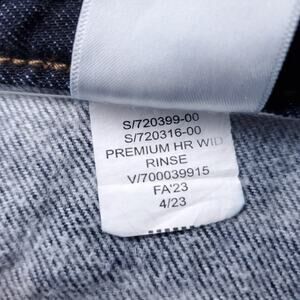 S/720399-00
S/720316-00
PREMIUM HR WID
RINSE
V/700039915
FA'23
4/23